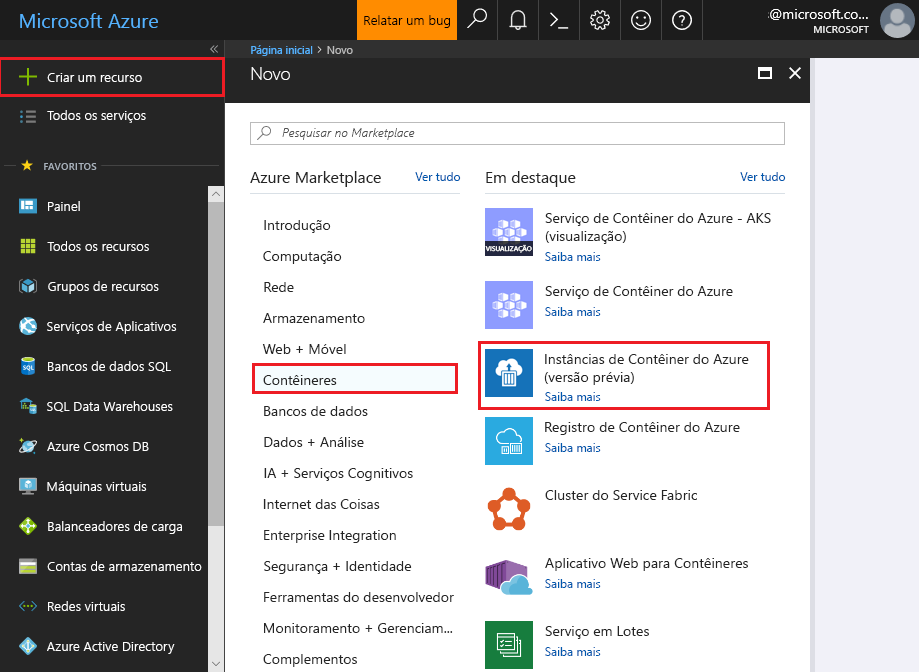 Microsoft Azure
Relatar um bug
:@microsoft.co...
MICROSOFT
Página inicial > Novo
Criar um recurso
Todos os serviços
FAVORITOS
Painel
Todos os recursos
Grupos de recursos
Serviços de Aplicativos
Bancos de dados SQL
SQL Data Warehouses
Azure Cosmos DB
Máquinas virtuais
Balanceadores de carga
Contas de armazenamento
Redes virtuais
Azure Active Directory
Novo
Pesquisar no Marketplace
Azure Marketplace
Ver tudo
Introdução
Computação
Rede
Armazenamento
Web + Móvel
Contêineres
Bancos de dados
Dados + Análise
IA + Serviços Cognitivos
Internet das Coisas
Enterprise Integration
Segurança + Identidade
Ferramentas do desenvolvedor
Monitoramento + Gerenciam...
Complementos
Em destaque
Ver tudo
VISUALIZAÇÃO
Serviço de Contêiner do Azure - AKS
(visualização)
Saiba mais
Serviço de Contêiner do Azure
Saiba mais
Instâncias de Contêiner do Azure
(versão prévia)
Saiba mais
Registro de Contêiner do Azure
Saiba mais
Cluster do Service Fabric
Aplicativo Web para Contêineres
Saiba mais
Serviço em Lotes
Saiba mais